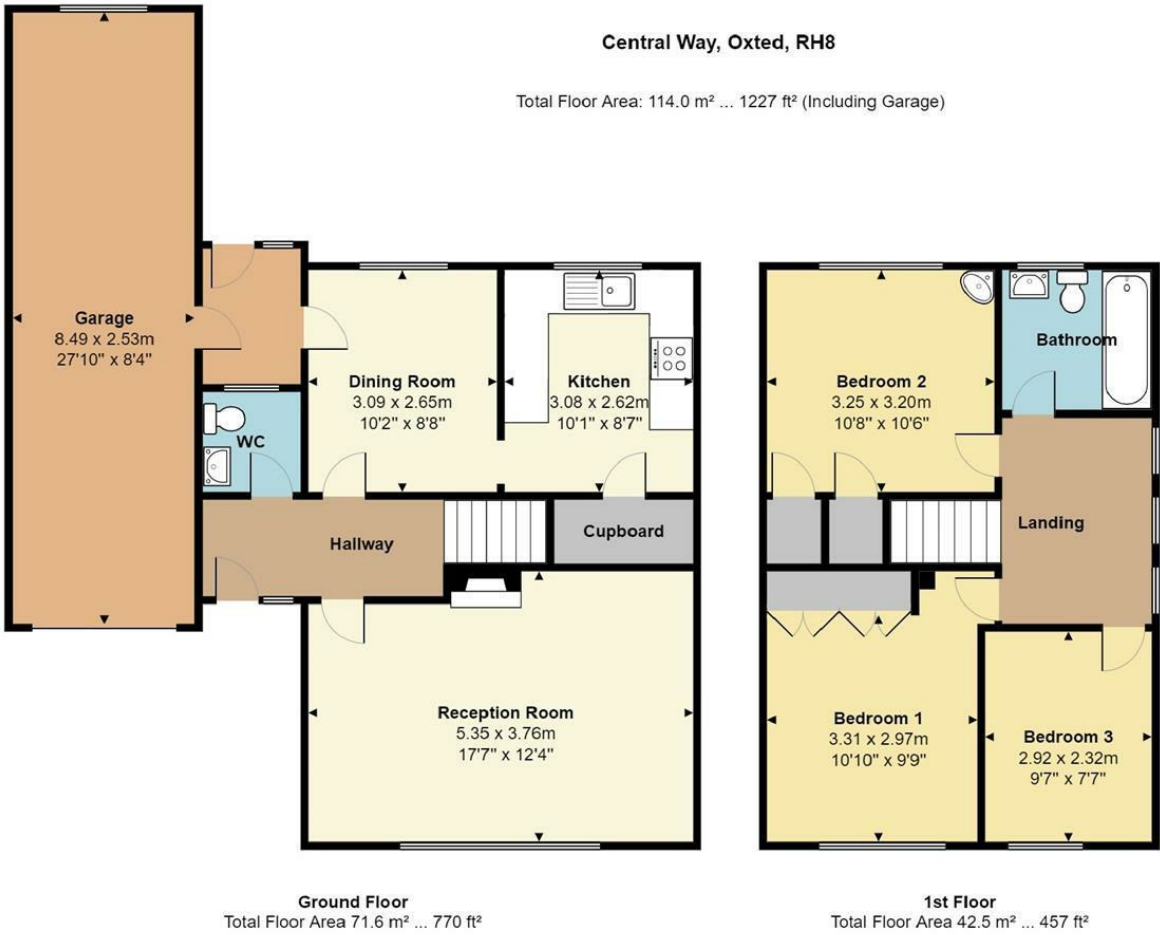 Central Way, Oxted, RH8
Total Floor Area: 114.0 m² ... 1227 ft² (Including Garage)
Garage
8.49 x 2.53m
27'10" x 8'4"
Dining Room
3.09 x 2.65m
10'2" x 8'8"
Kitchen
3.08 x 2.62m
10'1" x 8'7"
WC
Hallway
Cupboard
Reception Room
5.35 x 3.76m
17'7" x 12'4"
Ground Floor
Total Floor Area 71.6 m² ... 770 ft²
Bedroom 2
3.25 x 3.20m
10'8" x 10'6"
Bathroom
Landing
Bedroom 1
3.31 x 2.97m
10'10" x 9'9"
Bedroom 3
2.92 x 2.32m
9'7" x 7'7"
1st Floor
Total Floor Area 42.5 m² ... 457 ft²